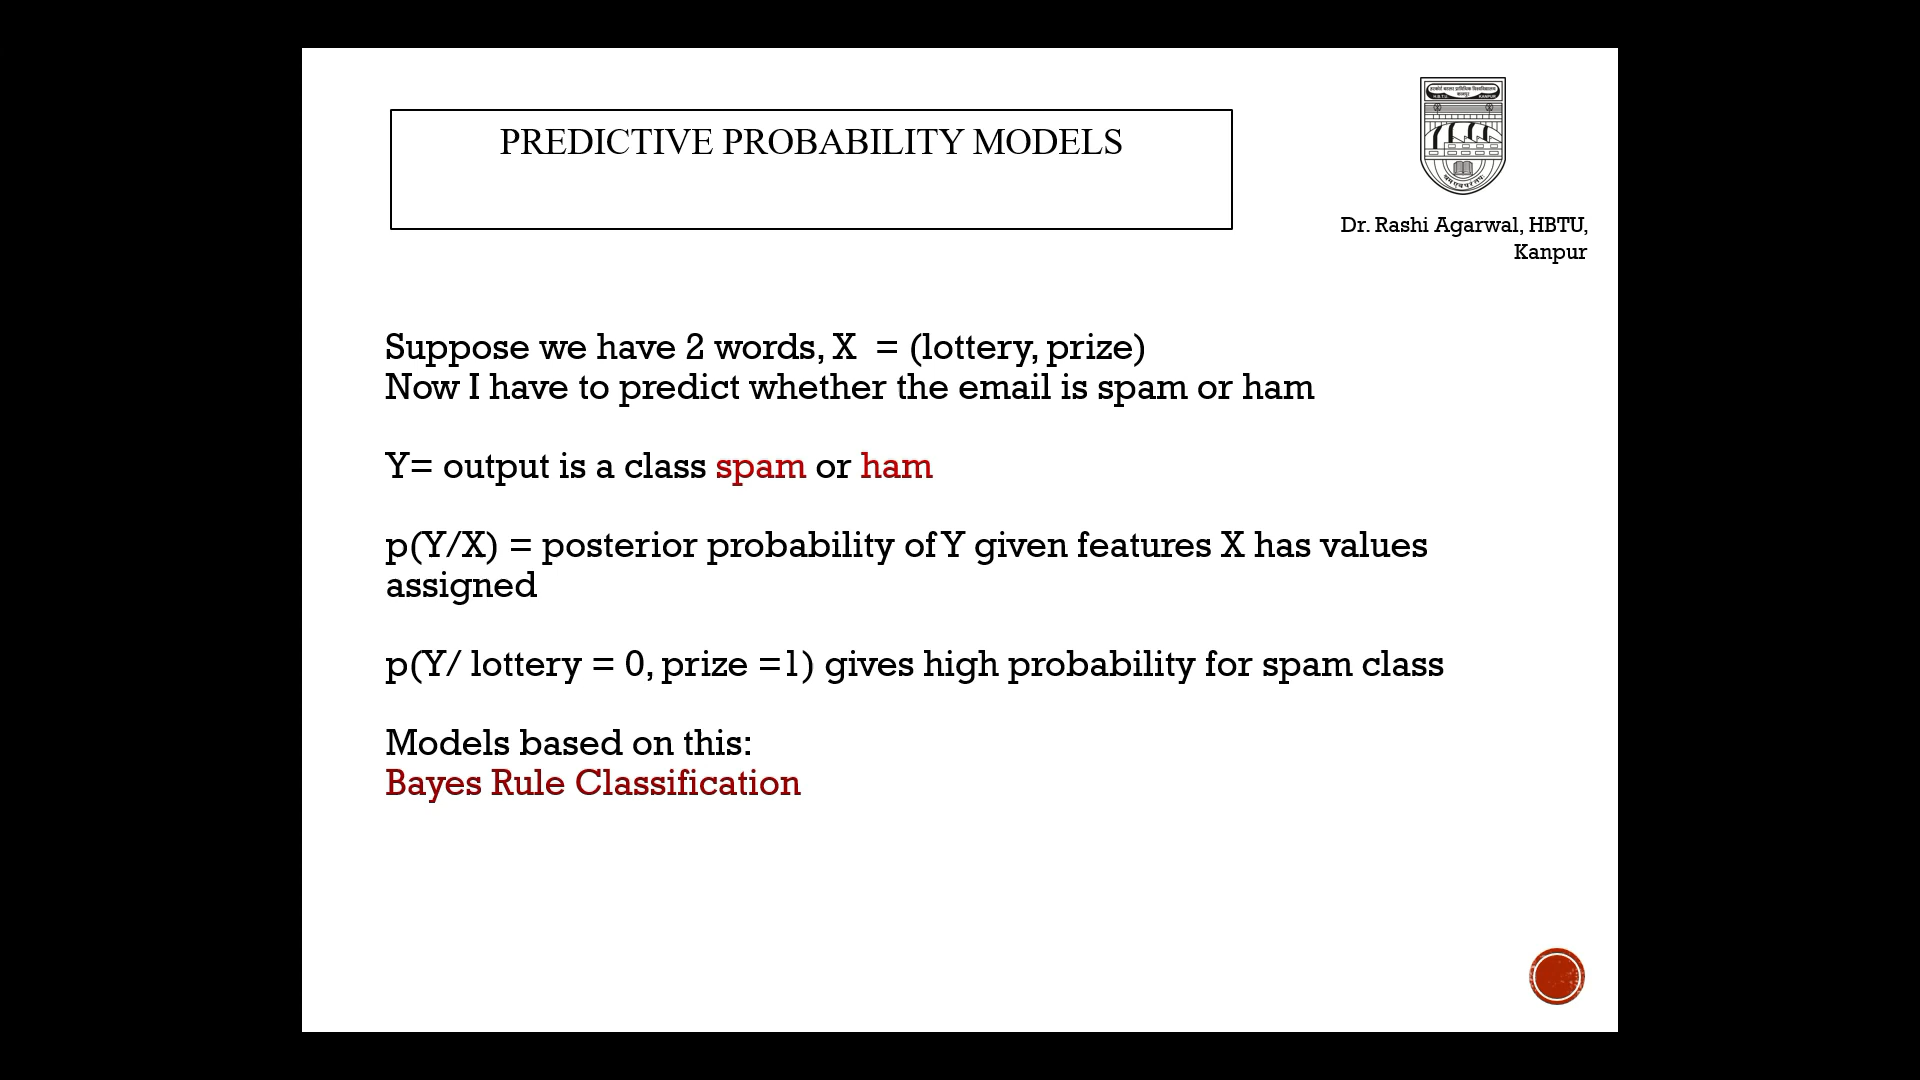 PREDICTIVE PROBABILITY MODELS
Dr. Rashi Agarwal, HBTU,
Kanpur
Suppose we have 2 words, X  = (lottery, prize)
Now I have to predict whether the email is spam or ham
Y= output is a class spam or ham
p(Y/X) = posterior probability of Y given features X has values
assigned
p(Y/ lottery = 0, prize =1) gives high probability for spam class
Models based on this:
Bayes Rule Classification